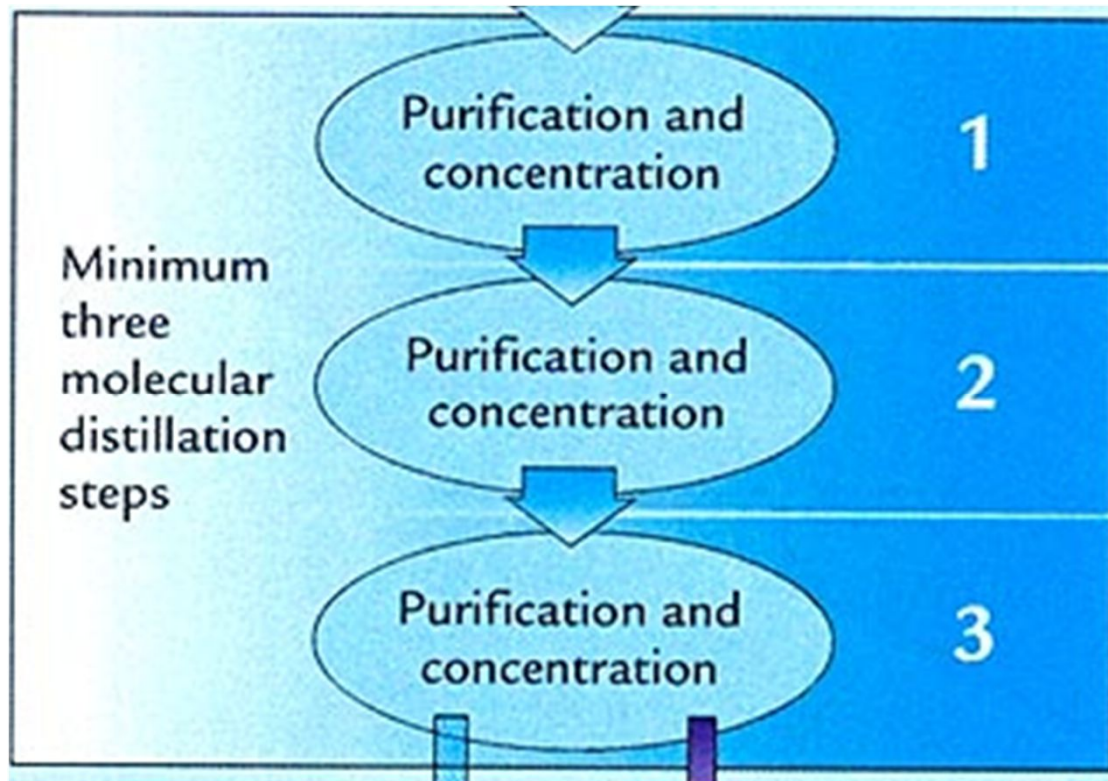 Purification and
concentration
1
Minimum
three
molecular
distillation
steps
Purification and
concentration
2
Purification and
concentration
3